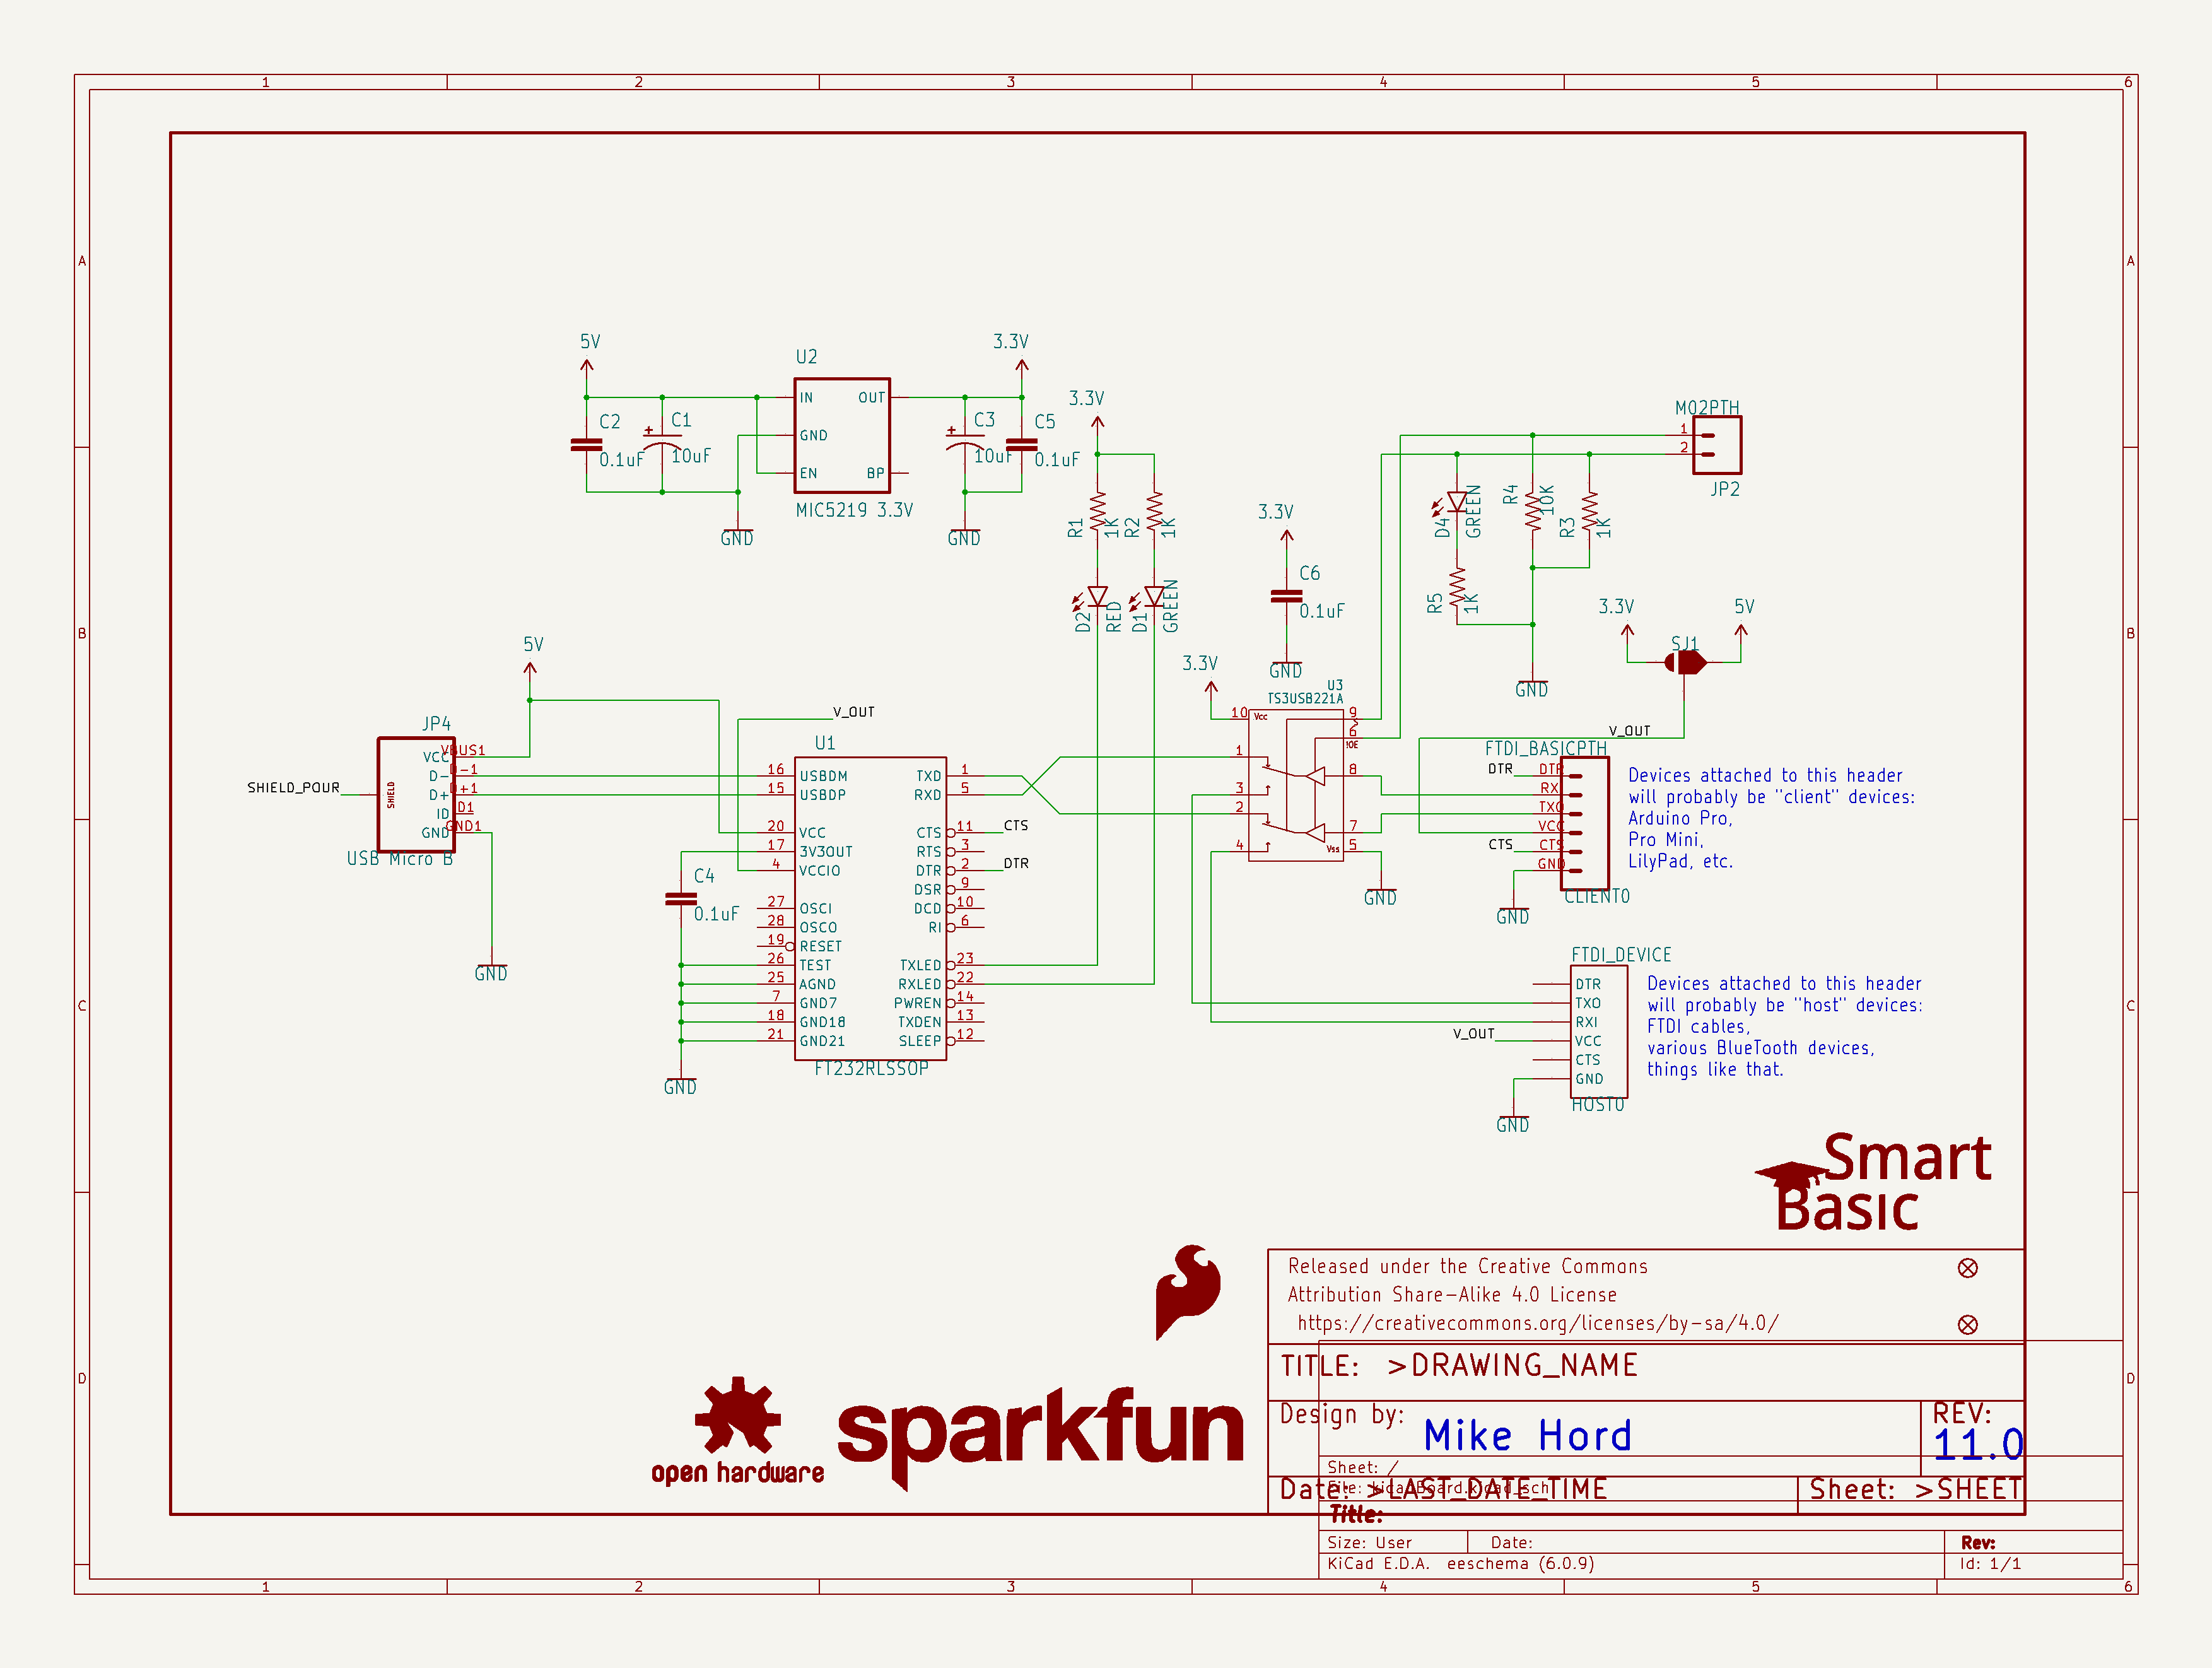 1 2 3 4 5 6
A A
B B
C C
D D
5V
U2
3.3V
IN OUT
GND
EN BP
MIC5219 3.3V
C2
0.1uF
C1
10uF
C3
10uF
C5
0.1uF
GND
GND
3.3V
R1
1K
R2
1K
D2
RED
D1
GREEN
3.3V
C6
0.1uF
GND
M02PTH
1
2
JP2
D4
GREEN
R4
10K
R3
1K
R5
1K
GND
3.3V
5V
SJ1
V_OUT
5V
JP4
SHIELD_POUR
SHIELD
VCC VBUS1
D- D-1
D+ D+1
ID D1
GND GND1
USB Micro B
GND
V_OUT
U1
16 USBDM TXD 1
15 USBDP RXD 5
20 VCC CTS 11 CTS
17 3V3OUT RTS 3
4 VCCIO DTR 2 DTR
DSR 9
27 OSCI DCD 10
28 OSCO RI 6
19 RESET
26 TEST TXLED 23
25 AGND RXLED 22
7 GND7 PWREN 14
18 GND18 TXDEN 13
21 GND21 SLEEP 12
FT232RLSSOP
C4
0.1uF
GND
3.3V
U3
TS3USB221A
10 Vcc 9
S
6
!OE
1
8
3
2
7
4 Vss 5
GND
FTDI_BASICPTH
DTR DTR
RXI
TXO
VCC
CTS CTS
GND
CLIENT0
GND
Devices attached to this header
will probably be "client" devices:
Arduino Pro,
Pro Mini,
LilyPad, etc.
FTDI_DEVICE
DTR
TXO
RXI
V_OUT VCC
CTS
GND
HOST0
GND
Devices attached to this header
will probably be "host" devices:
FTDI cables,
various BlueTooth devices,
things like that.
Smart
Basic
Released under the Creative Commons
Attribution Share-Alike 4.0 License
https://creativecommons.org/licenses/by-sa/4.0/
TITLE: >DRAWING_NAME
Design by: Mike Hord
REV:
11.0
open hardware
sparkfun
Sheet: /
File: kicadBoard.kicad_sch
Date: >LAST_DATE_TIME
Sheet: >SHEET
Title:
Size: User Date: Rev:
KiCad E.D.A. eeschema (6.0.9) Id: 1/1
1 2 3 4 5 6